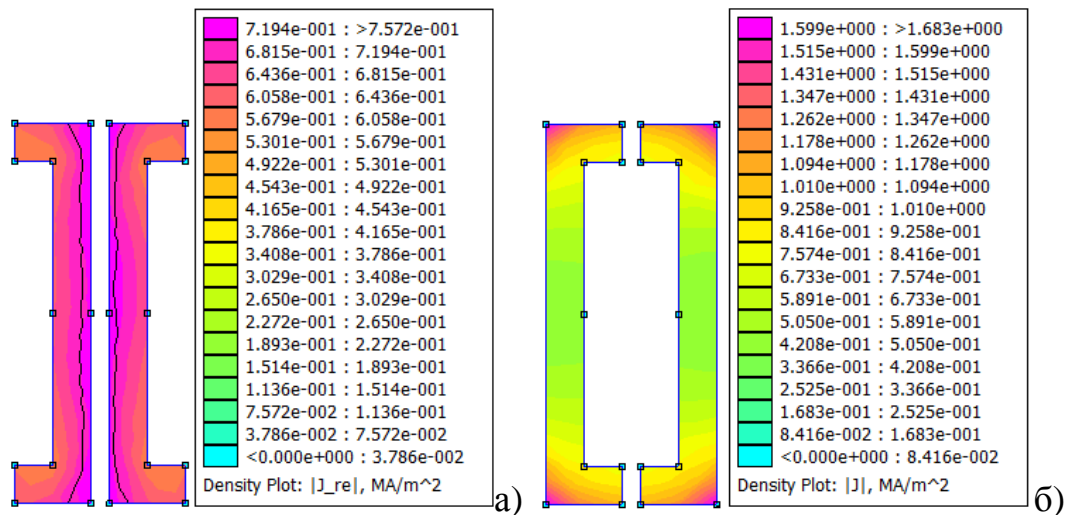 7.194e-001 : >7.572e-001
6.815e-001 : 7.194e-001
6.436e-001 : 6.815e-001
6.058e-001 : 6.436e-001
5.679e-001 : 6.058e-001
5.301e-001 : 5.679e-001
4.922e-001 : 5.301e-001
4.543e-001 : 4.922e-001
4.165e-001 : 4.543e-001
3.786e-001 : 4.165e-001
3.408e-001 : 3.786e-001
3.029e-001 : 3.408e-001
2.650e-001 : 3.029e-001
2.272e-001 : 2.650e-001
1.893e-001 : 2.272e-001
1.514e-001 : 1.893e-001
1.136e-001 : 1.514e-001
7.572e-002 : 1.136e-001
3.786e-002 : 7.572e-002
<0.000e+000 : 3.786e-002
Density Plot: |J_re|, MA/m^2
а)
1.599e+000 : >1.683e+000
1.515e+000 : 1.599e+000
1.431e+000 : 1.515e+000
1.347e+000 : 1.431e+000
1.262e+000 : 1.347e+000
1.178e+000 : 1.262e+000
1.094e+000 : 1.178e+000
1.010e+000 : 1.094e+000
9.258e-001 : 1.010e+000
8.416e-001 : 9.258e-001
7.574e-001 : 8.416e-001
6.733e-001 : 7.574e-001
5.891e-001 : 6.733e-001
5.050e-001 : 5.891e-001
4.208e-001 : 5.050e-001
3.366e-001 : 4.208e-001
2.525e-001 : 3.366e-001
1.683e-001 : 2.525e-001
8.416e-002 : 1.683e-001
<0.000e+000 : 8.416e-002
Density Plot: |J|, MA/m^2
б)